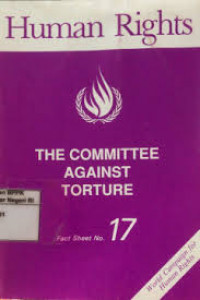 Human Rights
THE COMMITTEE
AGAINST
TORTURE
Fact Sheet No. 17
World Campaign for
Human Rights